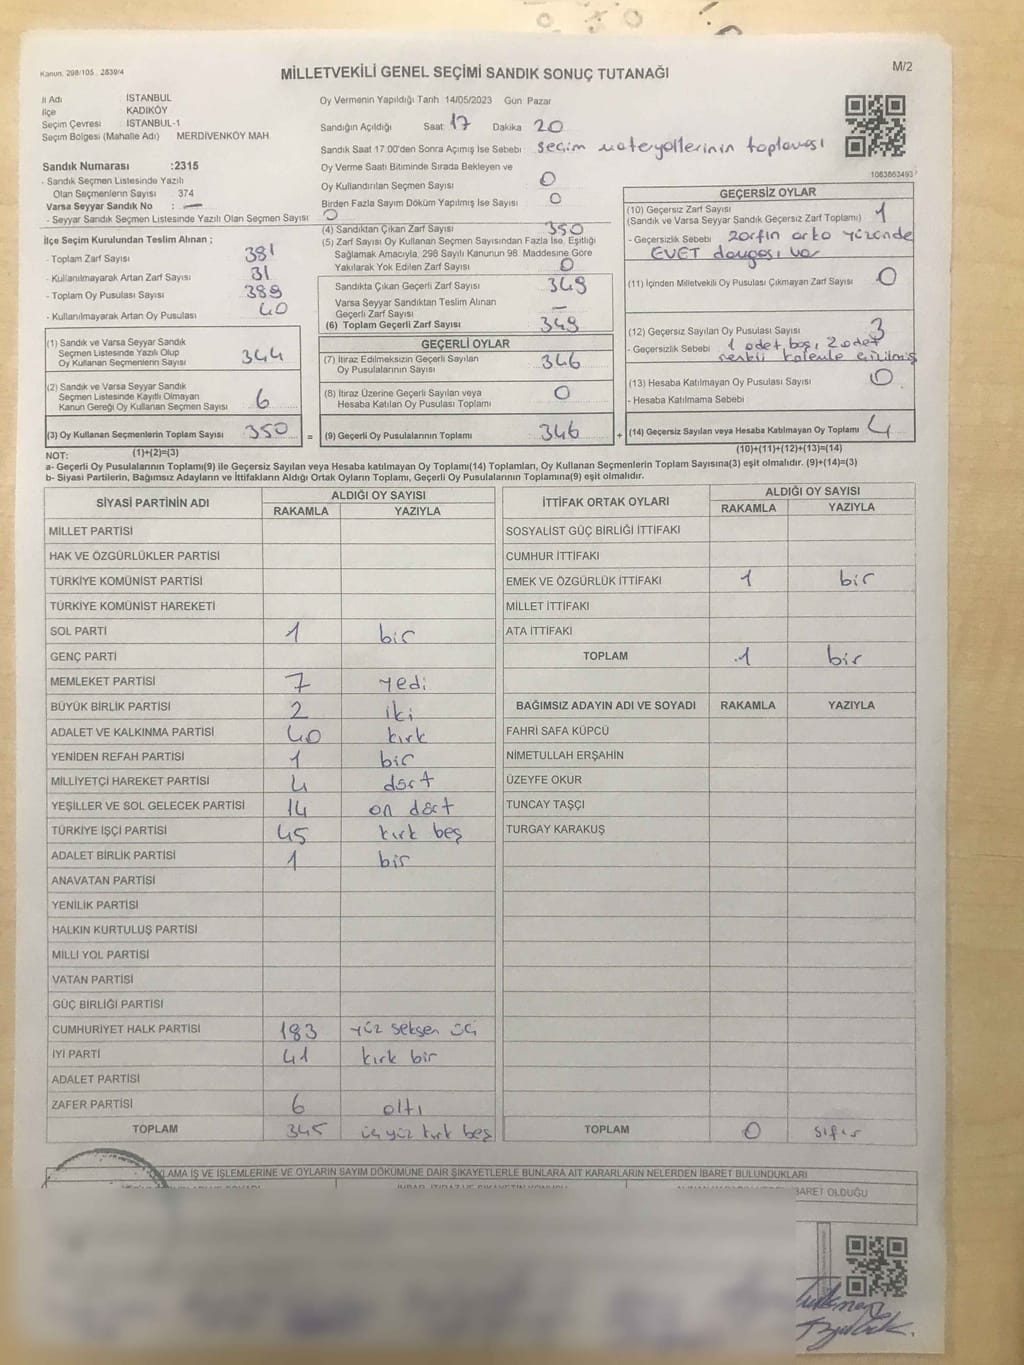 Kanun. 298/105 , 2839/4
MİLLETVEKİLİ GENEL SEÇİMİ SANDIK SONUÇ TUTANAĞI
M/2
İl Adı İSTANBUL
İlçe KADIKÖY
Seçim Çevresi İSTANBUL-1
Seçim Bölgesi (Mahalle Adı) MERDİVENKÖY MAH.
Sandık Numarası :2315
- Sandık Seçmen Listesinde Yazılı
Olan Seçmenlerin Sayısı : 374
Varsa Seyyar Sandık No : —
- Seyyar Sandık Seçmen Listesinde Yazılı Olan Seçmen Sayısı : 0
İlçe Seçim Kurulundan Teslim Alınan ;
- Toplam Zarf Sayısı 381
- Kullanılmayarak Artan Zarf Sayısı 31
- Toplam Oy Pusulası Sayısı 389
- Kullanılmayarak Artan Oy Pusulası 40
(1) Sandık ve Varsa Seyyar Sandık
Seçmen Listesinde Yazılı Olup
Oy Kullanan Seçmenlerin Sayısı 344
(2) Sandık ve Varsa Seyyar Sandık
Seçmen Listesinde Kayıtlı Olmayan
Kanun Gereği Oy Kullanan Seçmen Sayısı 6
(3) Oy Kullanan Seçmenlerin Toplam Sayısı 350
(1)+(2)=(3)
Oy Vermenin Yapıldığı Tarih 14/05/2023 Gün Pazar
Sandığın Açıldığı Saat 17 Dakika 20
Sandık Saat 17:00'den Sonra Açımış İse Sebebi seçim materyallerinin toplaması
Oy Verme Saati Bitiminde Sırada Bekleyen ve
Oy Kullandırılan Seçmen Sayısı 0
Birden Fazla Sayım Döküm Yapılmış İse Sayısı 0
(4) Sandıktan Çıkan Zarf Sayısı 350
(5) Zarf Sayısı Oy Kullanan Seçmen Sayısından Fazla İse, Eşitliği
Sağlamak Amacıyla, 298 Sayılı Kanunun 98. Maddesine Göre
Yakılarak Yok Edilen Zarf Sayısı 0
Sandıkta Çıkan Geçerli Zarf Sayısı 349
Varsa Seyyar Sandıktan Teslim Alınan
Geçerli Zarf Sayısı —
(6) Toplam Geçerli Zarf Sayısı 349
GEÇERLİ OYLAR
(7) İtiraz Edilmeksizin Geçerli Sayılan
Oy Pusulalarının Sayısı 346
(8) İtiraz Üzerine Geçerli Sayılan veya
Hesaba Katılan Oy Pusulası Toplamı 0
= (9) Geçerli Oy Pusulalarının Toplamı 346 +
1063863493
GEÇERSİZ OYLAR
(10) Geçersiz Zarf Sayısı
(Sandık ve Varsa Seyyar Sandık Geçersiz Zarf Toplamı) 1
- Geçersizlik Sebebi zarfın arka yüzünde
EVET damgası var
(11) İçinden Milletvekili Oy Pusulası Çıkmayan Zarf Sayısı 0
(12) Geçersiz Sayılan Oy Pusulası Sayısı 3
- Geçersizlik Sebebi 1 adet boş, 2 adet
renkli kalemle çizilmiş
(13) Hesaba Katılmayan Oy Pusulası Sayısı 0
- Hesaba Katılmama Sebebi
(14) Geçersiz Sayılan veya Hesaba Katılmayan Oy Toplamı 4
(10)+(11)+(12)+(13)=(14)
NOT:
a- Geçerli Oy Pusulalarının Toplamı(9) ile Geçersiz Sayılan veya Hesaba katılmayan Oy Toplamı(14) Toplamları, Oy Kullanan Seçmenlerin Toplam Sayısına(3) eşit olmalıdır. (9)+(14)=(3)
b- Siyasi Partilerin, Bağımsız Adayların ve İttifakların Aldığı Ortak Oyların Toplamı, Geçerli Oy Pusulalarının Toplamına(9) eşit olmalıdır.
SİYASİ PARTİNİN ADI ALDIĞI OY SAYISI
RAKAMLA YAZIYLA
MİLLET PARTİSİ
HAK VE ÖZGÜRLÜKLER PARTİSİ
TÜRKİYE KOMÜNİST PARTİSİ
TÜRKİYE KOMÜNİST HAREKETİ
SOL PARTİ 1 bir
GENÇ PARTİ
MEMLEKET PARTİSİ 7 yedi
BÜYÜK BİRLİK PARTİSİ 2 iki
ADALET VE KALKINMA PARTİSİ 40 kırk
YENİDEN REFAH PARTİSİ 1 bir
MİLLİYETÇİ HAREKET PARTİSİ 4 dört
YEŞİLLER VE SOL GELECEK PARTİSİ 14 on dört
TÜRKİYE İŞÇİ PARTİSİ 45 kırk beş
ADALET BİRLİK PARTİSİ 1 bir
ANAVATAN PARTİSİ
YENİLİK PARTİSİ
HALKIN KURTULUŞ PARTİSİ
MİLLİ YOL PARTİSİ
VATAN PARTİSİ
GÜÇ BİRLİĞİ PARTİSİ
CUMHURİYET HALK PARTİSİ 183 yüz seksen üç
İYİ PARTİ 41 kırk bir
ADALET PARTİSİ
ZAFER PARTİSİ 6 altı
TOPLAM 345 üç yüz kırk beş
İTTİFAK ORTAK OYLARI ALDIĞI OY SAYISI
RAKAMLA YAZIYLA
SOSYALİST GÜÇ BİRLİĞİ İTTİFAKI
CUMHUR İTTİFAKI
EMEK VE ÖZGÜRLÜK İTTİFAKI 1 bir
MİLLET İTTİFAKI
ATA İTTİFAKI
TOPLAM 1 bir
BAĞIMSIZ ADAYIN ADI VE SOYADI RAKAMLA YAZIYLA
FAHRİ SAFA KÜPCÜ
NİMETULLAH ERŞAHİN
ÜZEYFE OKUR
TUNCAY TAŞÇI
TURGAY KARAKUŞ
TOPLAM 0 sıfır
LAMA İŞ VE İŞLEMLERİNE VE OYLARIN SAYIM DÖKÜMÜNE DAİR ŞİKAYETLERLE BUNLARA AİT KARARLARIN NELERDEN İBARET BULUNDUKLARI
BARET OLDUĞU